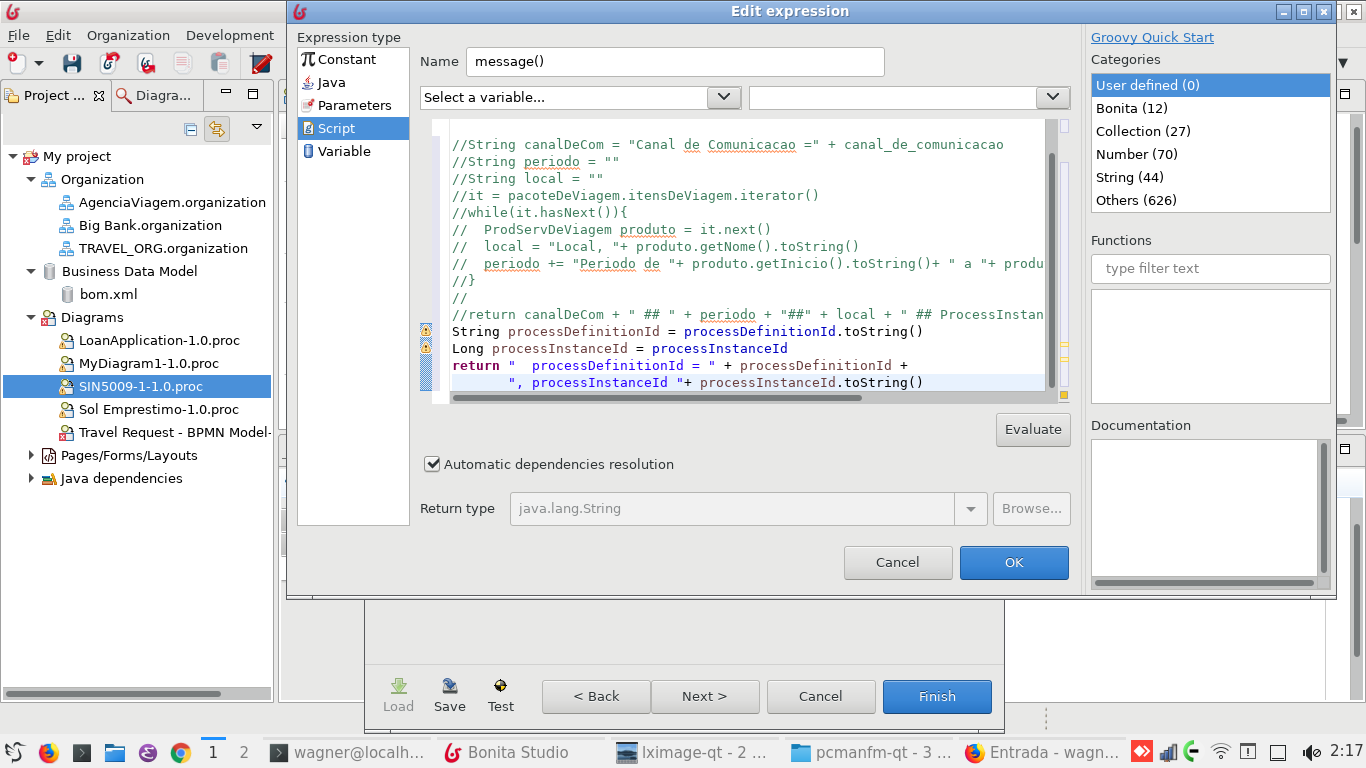 Edit expression
File Edit Organization Development
Project ... Diagra...
My project
Organization
AgenciaViagem.organization
Big Bank.organization
TRAVEL_ORG.organization
Business Data Model
bom.xml
Diagrams
LoanApplication-1.0.proc
MyDiagram1-1.0.proc
SIN5009-1-1.0.proc
Sol Emprestimo-1.0.proc
Travel Request - BPMN Model-
Pages/Forms/Layouts
Java dependencies
Expression type
Constant
Java
Parameters
Script
Variable
Name message()
Select a variable...
//String canalDeCom = "Canal de Comunicacao =" + canal_de_comunicacao
//String periodo = ""
//String local = ""
//it = pacoteDeViagem.itensDeViagem.iterator()
//while(it.hasNext()){
//  ProdServDeViagem produto = it.next()
//  local = "Local, "+ produto.getNome().toString()
//  periodo += "Periodo de "+ produto.getInicio().toString()+ " a "+ produ
//}
//
//return canalDeCom + " ## " + periodo + "##" + local + " ## ProcessInstan
String processDefinitionId = processDefinitionId.toString()
Long processInstanceId = processInstanceId
return "  processDefinitionId = " + processDefinitionId +
", processInstanceId "+ processInstanceId.toString()
Evaluate
Automatic dependencies resolution
Return type java.lang.String Browse...
Cancel OK
Groovy Quick Start
Categories
User defined (0)
Bonita (12)
Collection (27)
Number (70)
String (44)
Others (626)
Functions
type filter text
Documentation
Load Save Test < Back Next > Cancel Finish
1 2 wagner@localh... Bonita Studio lximage-qt - 2 ... pcmanfm-qt - 3 ... Entrada - wagn... 2:17